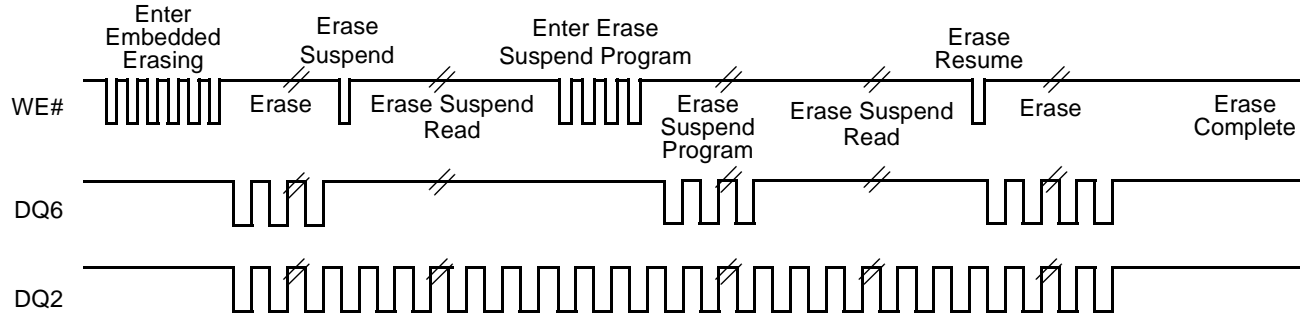 Enter
Embedded
Erasing
Erase
Suspend
Enter Erase
Suspend Program
Erase
Resume
WE#
Erase
Erase Suspend
Read
Erase
Suspend
Program
Erase Suspend
Read
Erase
Erase
Complete
DQ6
DQ2